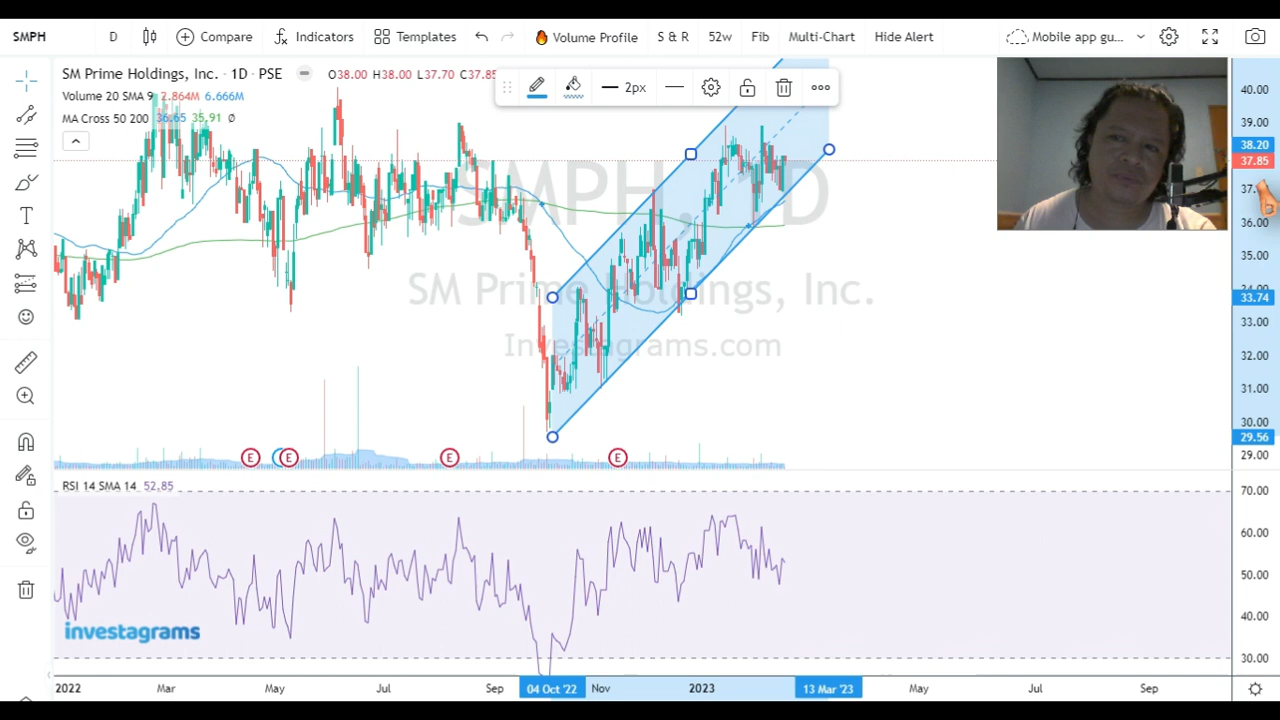 SMPH D Compare Indicators Templates Volume Profile S & R 52w Fib Multi-Chart Hide Alert Mobile app gu...
SM Prime Holdings, Inc. · 1D · PSE O38.00 H38.00 L37.70 C37.85
2px
Volume 20 SMA 9 2.864M 6.666M
MA Cross 50 200 36.65 35.91 Ø
SMPH, 1D
SM Prime Holdings, Inc.
Investagrams.com
40.00
39.00
38.20
37.85
36.00
35.00
34.00
33.74
33.00
32.00
31.00
30.00
29.56
29.00
E E E E
RSI 14 SMA 14 52.85
70.00
60.00
50.00
40.00
30.00
investagrams
2022 Mar May Jul Sep 04 Oct '22 Nov 2023 13 Mar '23 May Jul Sep